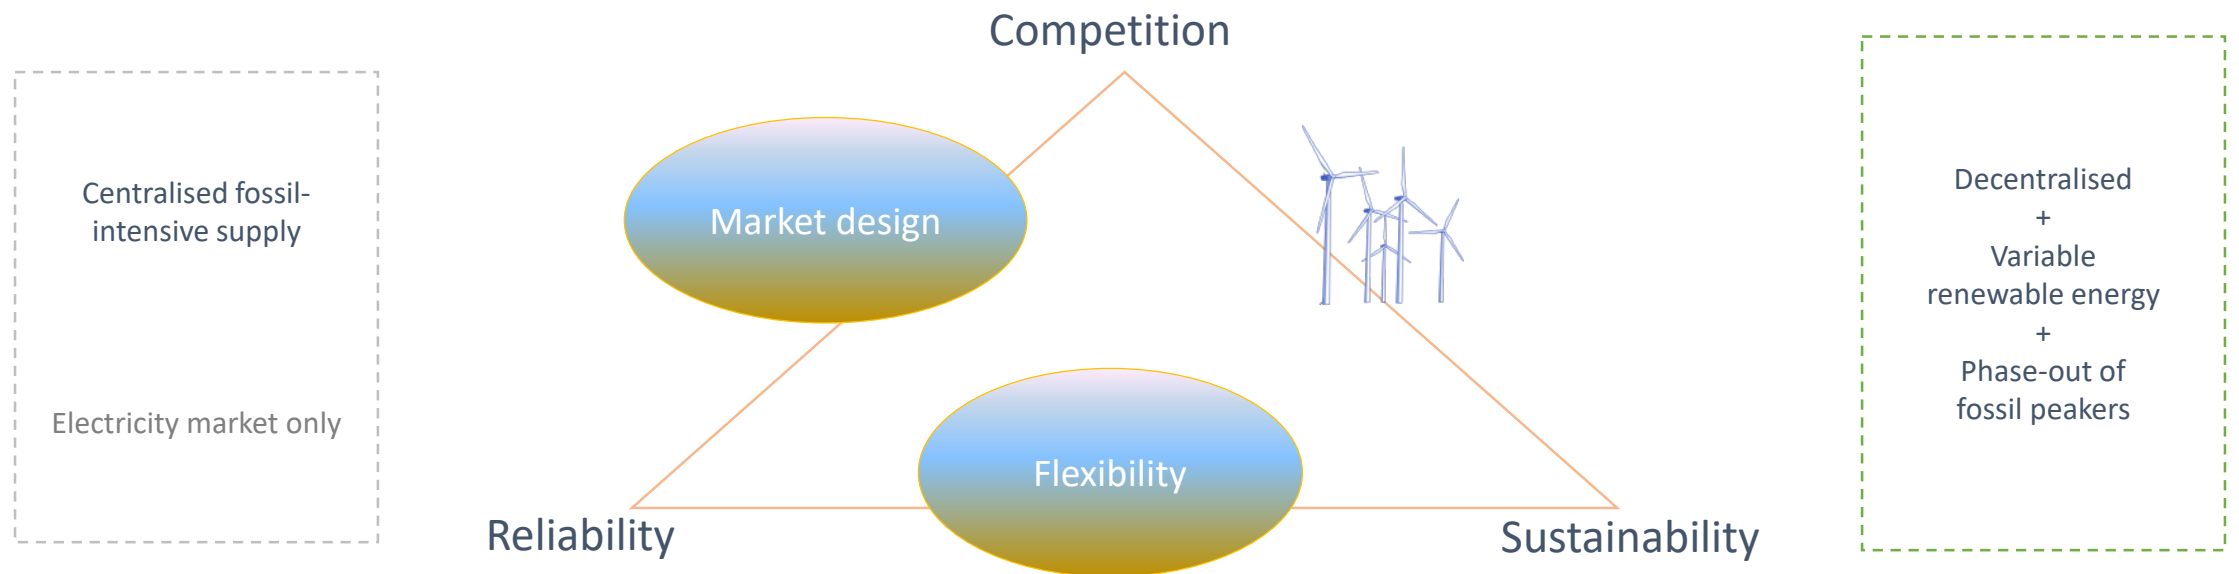 Competition
Centralised fossil-
intensive supply
Electricity market only
Market design
Flexibility
Reliability
Sustainability
Decentralised
+
Variable
renewable energy
+
Phase-out of
fossil peakers